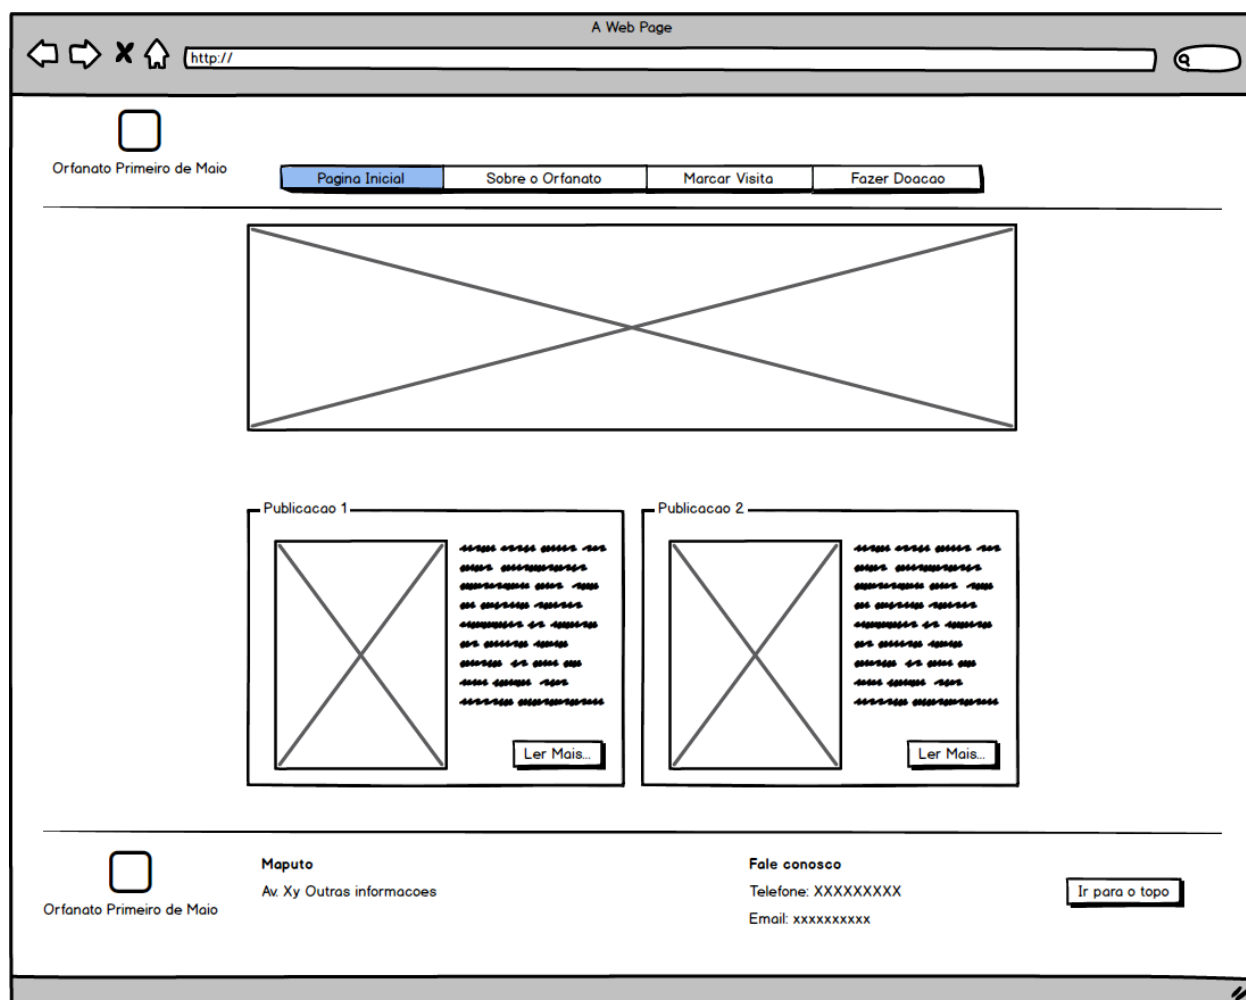 A Web Page
http://
Orfanato Primeiro de Maio
Pagina Inicial
Sobre o Orfanato
Marcar Visita
Fazer Doacao
Publicacao 1
Ler Mais...
Publicacao 2
Ler Mais...
Orfanato Primeiro de Maio
Maputo
Av. Xy Outras informacoes
Fale conosco
Telefone: XXXXXXXXX
Email: xxxxxxxxxx
Ir para o topo